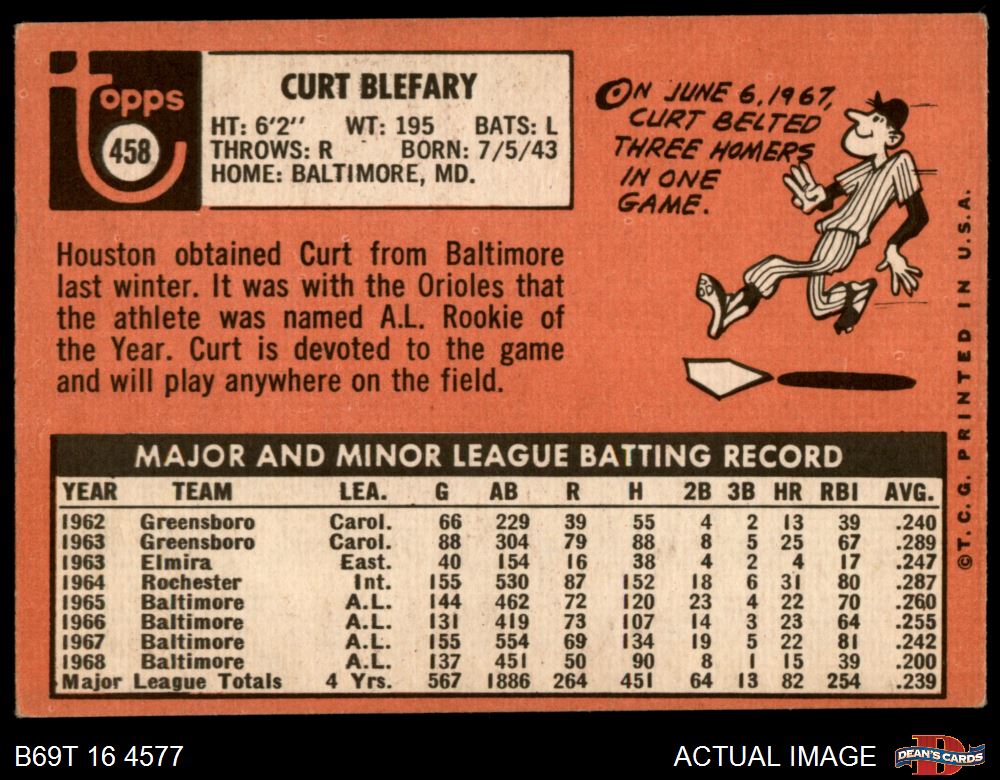 Topps
458
CURT BLEFARY
HT: 6'2" WT: 195 BATS: L
THROWS: R BORN: 7/5/43
HOME: BALTIMORE, MD.
ON JUNE 6, 1967,
CURT BELTED
THREE HOMERS
IN ONE
GAME.
Houston obtained Curt from Baltimore
last winter. It was with the Orioles that
the athlete was named A.L. Rookie of
the Year. Curt is devoted to the game
and will play anywhere on the field.
MAJOR AND MINOR LEAGUE BATTING RECORD
YEAR TEAM LEA. G AB R H 2B 3B HR RBI AVG.
1962 Greensboro Carol. 66 229 39 55 4 2 13 39 .240
1963 Greensboro Carol. 88 304 79 88 8 5 25 67 .289
1963 Elmira East. 40 154 16 38 4 2 4 17 .247
1964 Rochester Int. 155 530 87 152 18 6 31 80 .287
1965 Baltimore A.L. 144 462 72 120 23 4 22 70 .260
1966 Baltimore A.L. 131 419 73 107 14 3 23 64 .255
1967 Baltimore A.L. 155 554 69 134 19 5 22 81 .242
1968 Baltimore A.L. 137 451 50 90 8 1 15 39 .200
Major League Totals 4 Yrs. 567 1886 264 451 64 13 82 254 .239
©T.C.G. PRINTED IN U.S.A.
B69T 16 4577
ACTUAL IMAGE
D
DEAN'S CARDS